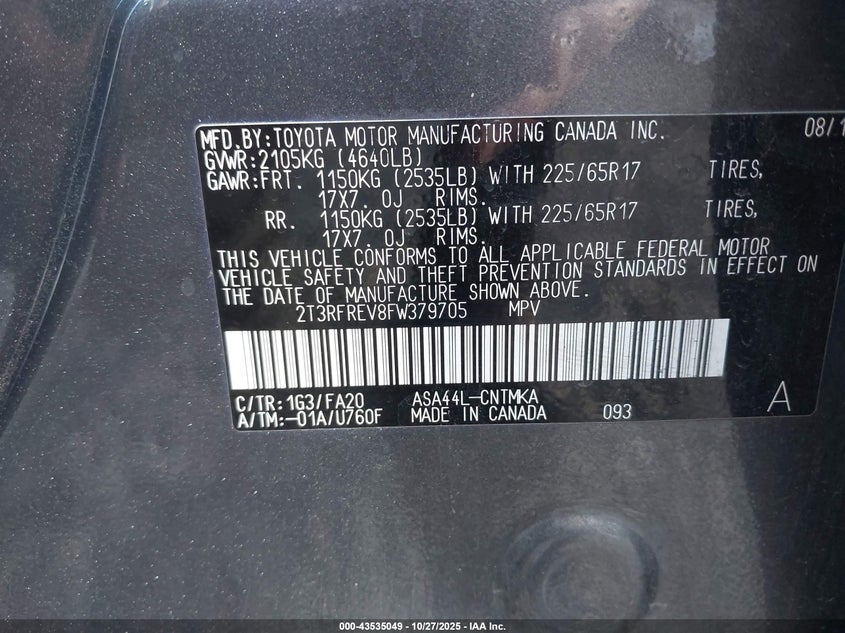 MFD.BY:TOYOTA MOTOR MANUFACTURING CANADA INC. 08/1
GVWR:2105KG (4640LB)
GAWR:FRT. 1150KG (2535LB) WITH 225/65R17 TIRES,
17X7. 0J RIMS.
RR. 1150KG (2535LB) WITH 225/65R17 TIRES,
17X7. 0J RIMS.
THIS VEHICLE CONFORMS TO ALL APPLICABLE FEDERAL MOTOR
VEHICLE SAFETY AND THEFT PREVENTION STANDARDS IN EFFECT ON
THE DATE OF MANUFACTURE SHOWN ABOVE.
2T3RFREV8FW379705 MPV
C/TR:1G3/FA20 ASA44L-CNTMKA
A/TM:-01A/U760F MADE IN CANADA 093 A
000-43535049 - 10/27/2025 - IAA Inc.